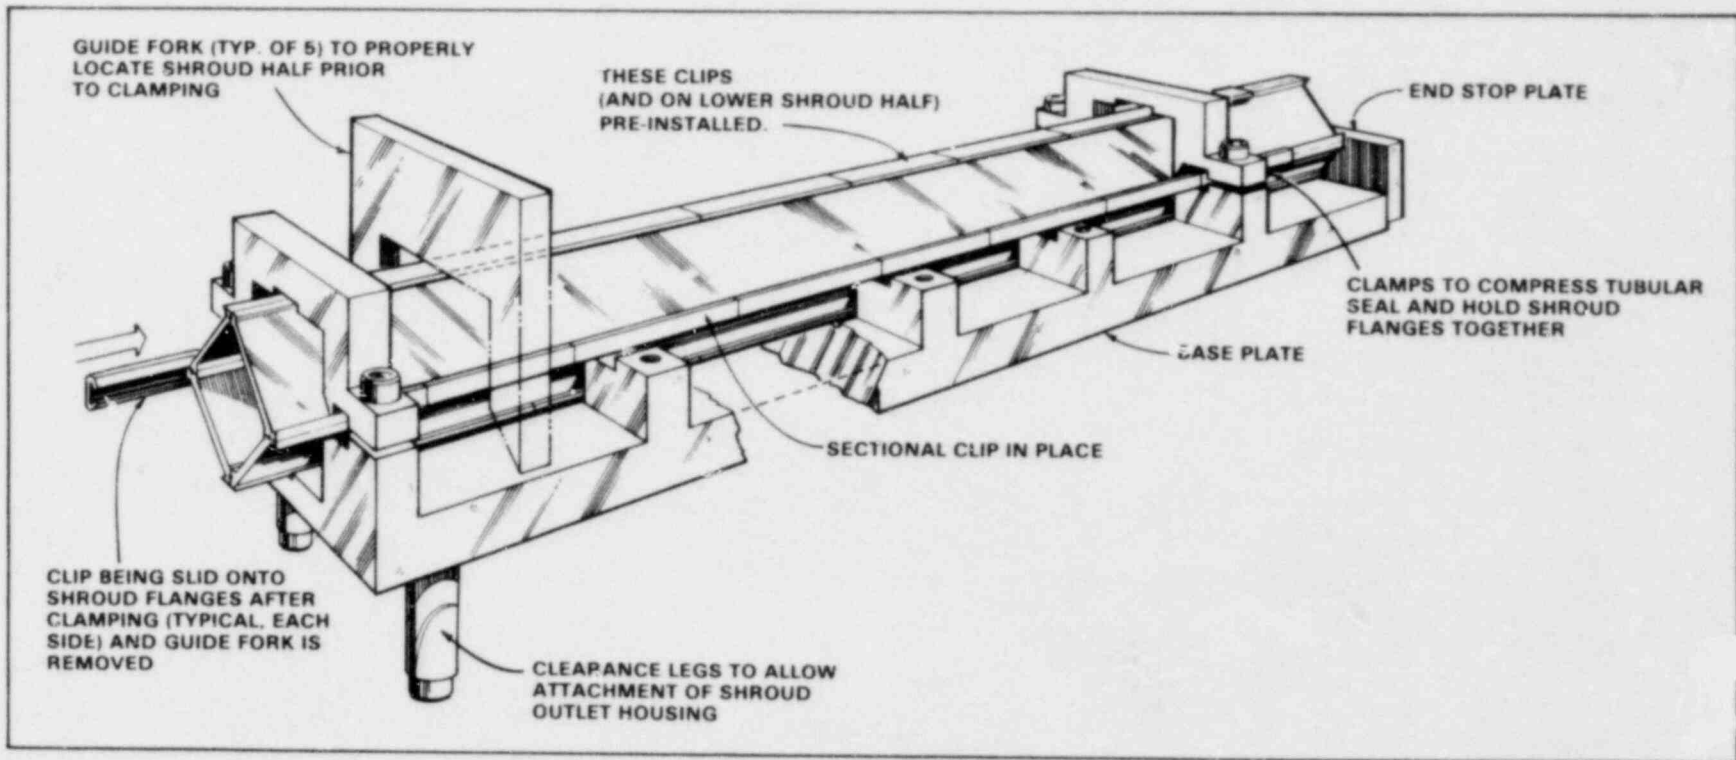 GUIDE FORK (TYP. OF 5) TO PROPERLY
LOCATE SHROUD HALF PRIOR
TO CLAMPING
THESE CLIPS
(AND ON LOWER SHROUD HALF)
PRE-INSTALLED.
END STOP PLATE
CLAMPS TO COMPRESS TUBULAR
SEAL AND HOLD SHROUD
FLANGES TOGETHER
BASE PLATE
SECTIONAL CLIP IN PLACE
CLIP BEING SLID ONTO
SHROUD FLANGES AFTER
CLAMPING (TYPICAL, EACH
SIDE) AND GUIDE FORK IS
REMOVED
CLEARANCE LEGS TO ALLOW
ATTACHMENT OF SHROUD
OUTLET HOUSING